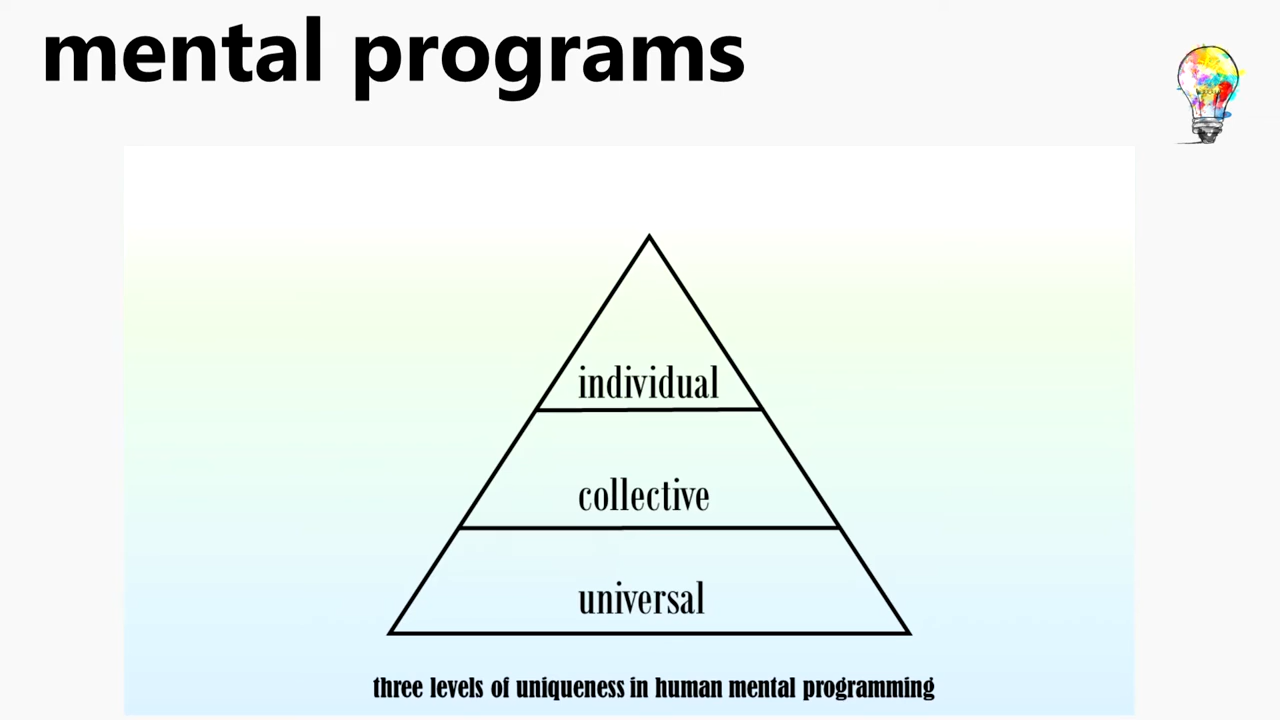 mental programs
individual
collective
universal
three levels of uniqueness in human mental programming